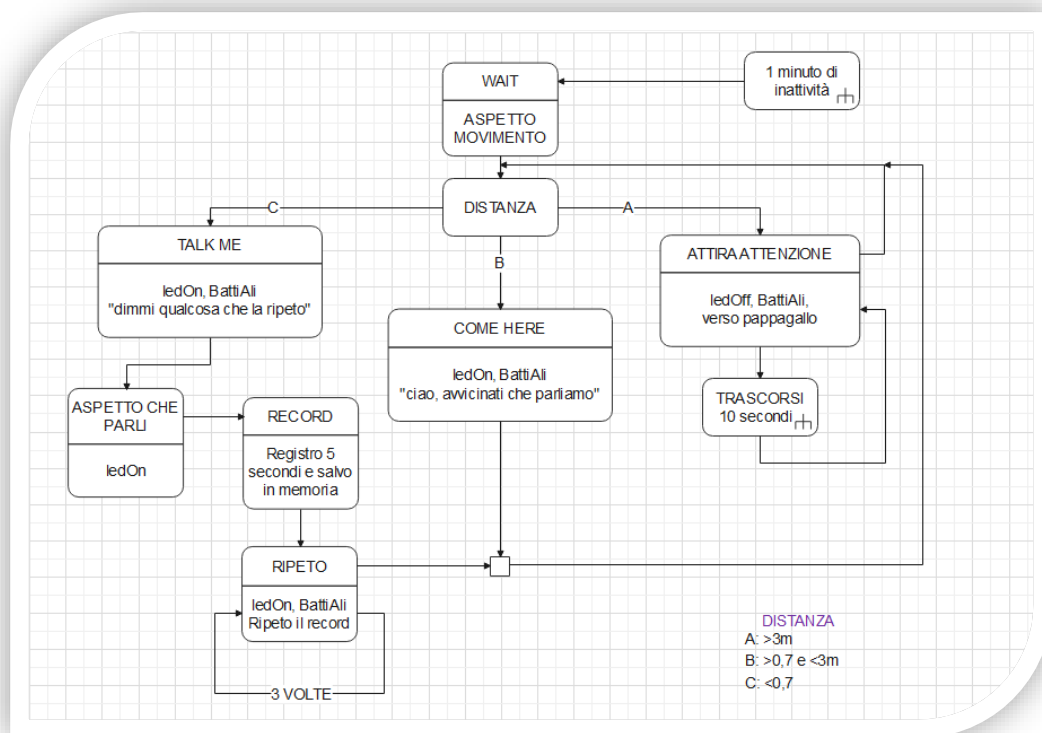 WAIT
ASPETTO
MOVIMENTO
1 minuto di
inattività
DISTANZA
C
A
B
TALK ME
ledOn, BattiAli
"dimmi qualcosa che la ripeto"
ATTIRA ATTENZIONE
ledOff, BattiAli,
verso pappagallo
COME HERE
ledOn, BattiAli
"ciao, avvicinati che parliamo"
TRASCORSI
10 secondi
ASPETTO CHE
PARLI
ledOn
RECORD
Registro 5
secondi e salvo
in memoria
RIPETO
ledOn, BattiAli
Ripeto il record
3 VOLTE
DISTANZA
A: >3m
B: >0,7 e <3m
C: <0,7